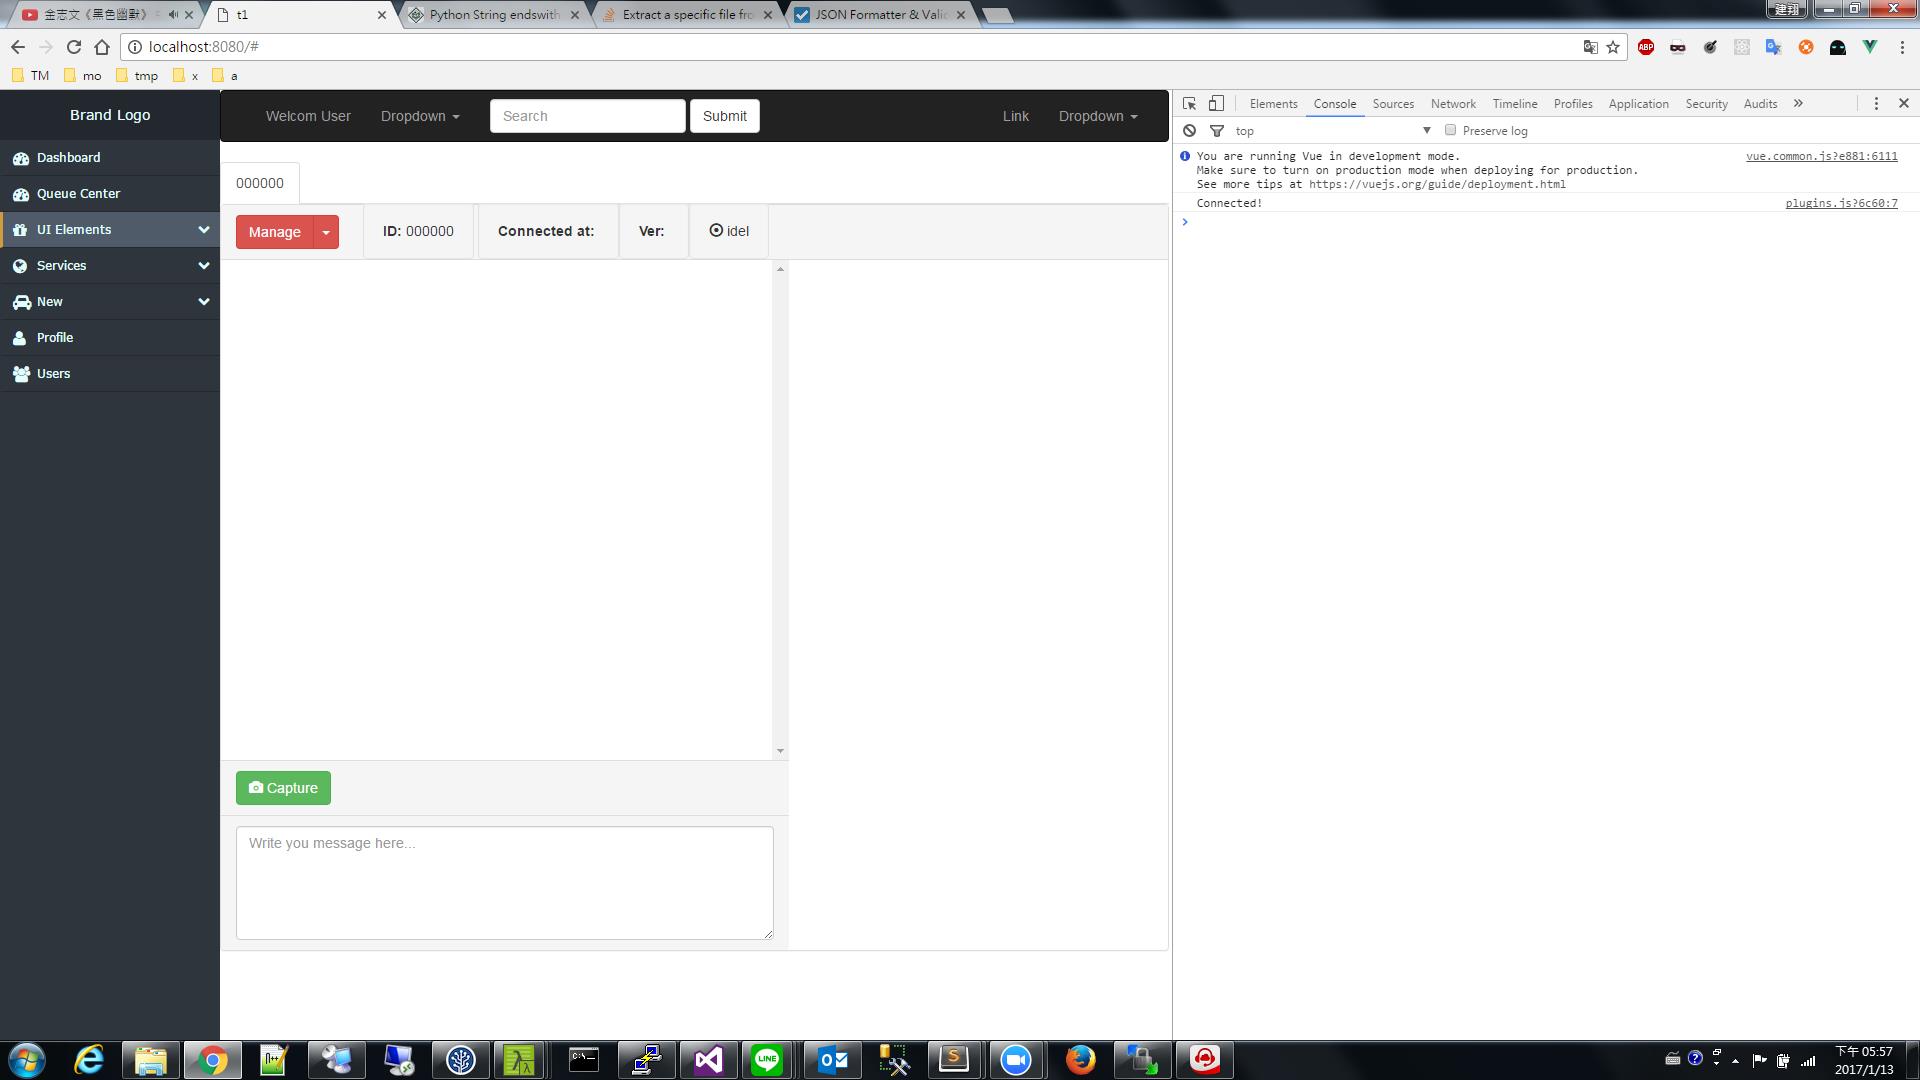 金志文《黑色幽默》
t1
Python String endswith
Extract a specific file fro
JSON Formatter & Valid
建翔
localhost:8080/#
TM
mo
tmp
x
a
Brand Logo
Dashboard
Queue Center
UI Elements
Services
New
Profile
Users
Welcom User
Dropdown
Search
Submit
Link
Dropdown
000000
Manage
ID: 000000
Connected at:
Ver:
idel
Capture
Write you message here...
Elements
Console
Sources
Network
Timeline
Profiles
Application
Security
Audits
»
top
Preserve log
You are running Vue in development mode.
vue.common.js?e881:6111
Make sure to turn on production mode when deploying for production.
See more tips at https://vuejs.org/guide/deployment.html
Connected!
plugins.js?6c60:7
ABP
LINE
下午 05:57
2017/1/13